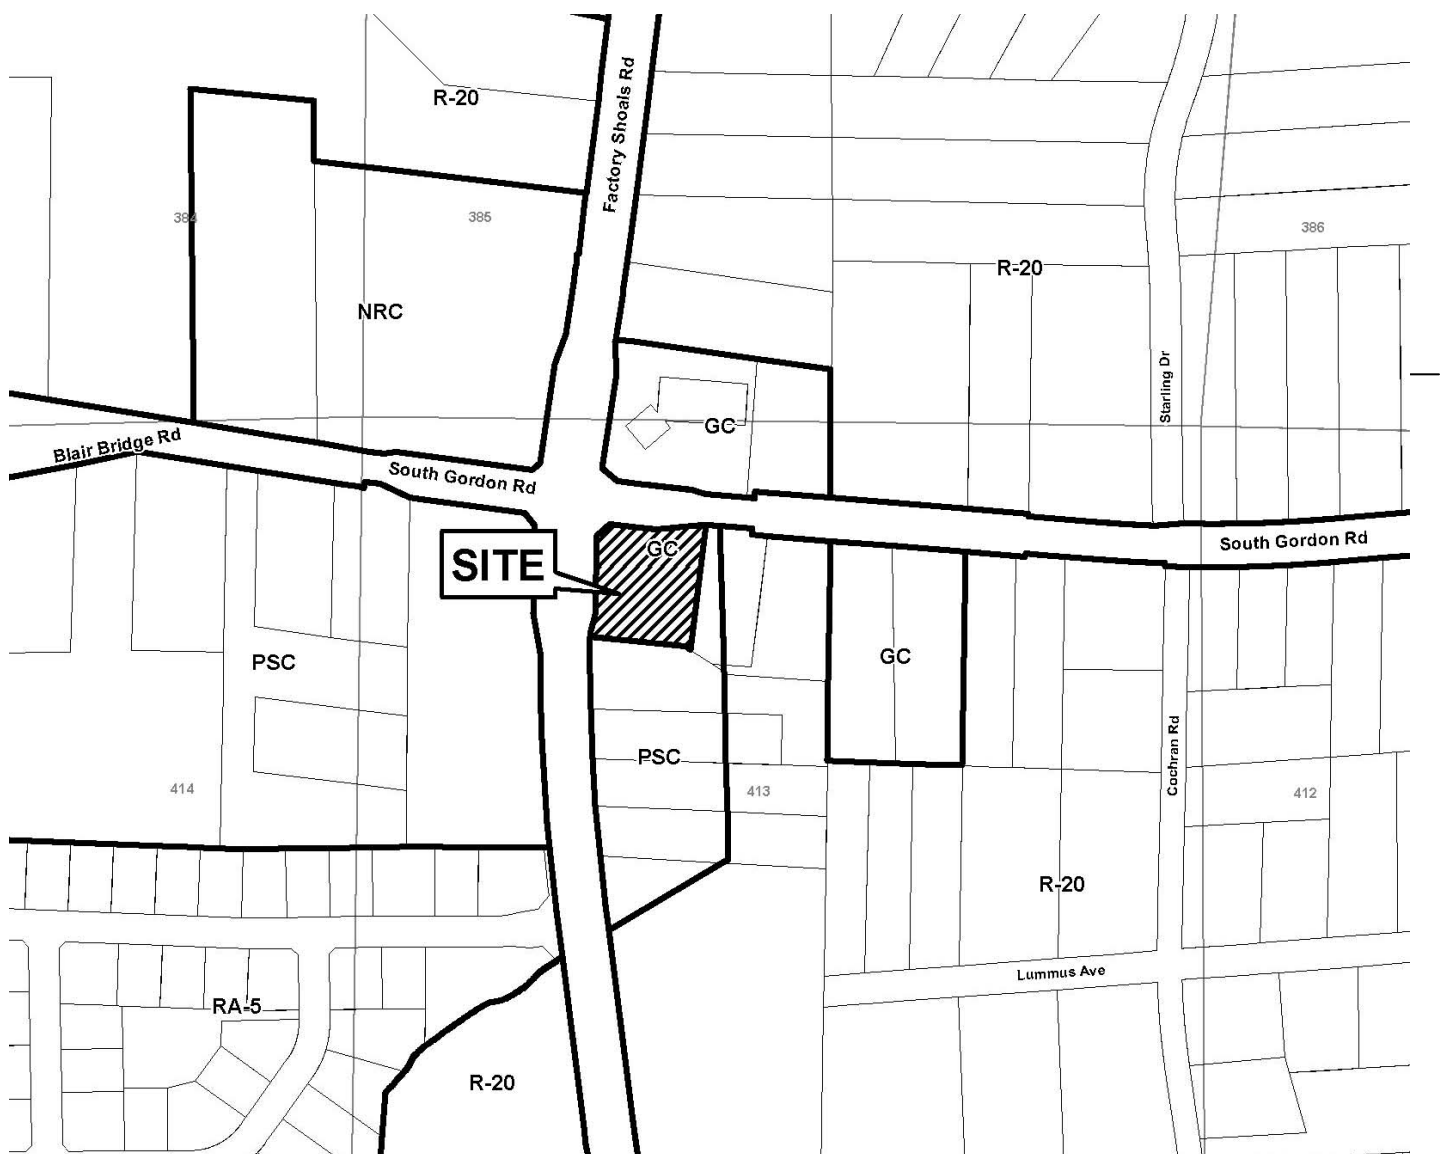 R-20
Factory Shoals Rd
384
385
386
R-20
NRC
Starling Dr
GC
Blair Bridge Rd
South Gordon Rd
South Gordon Rd
GC
SITE
PSC
GC
PSC
Cochran Rd
414
413
412
R-20
Lummus Ave
RA-5
R-20